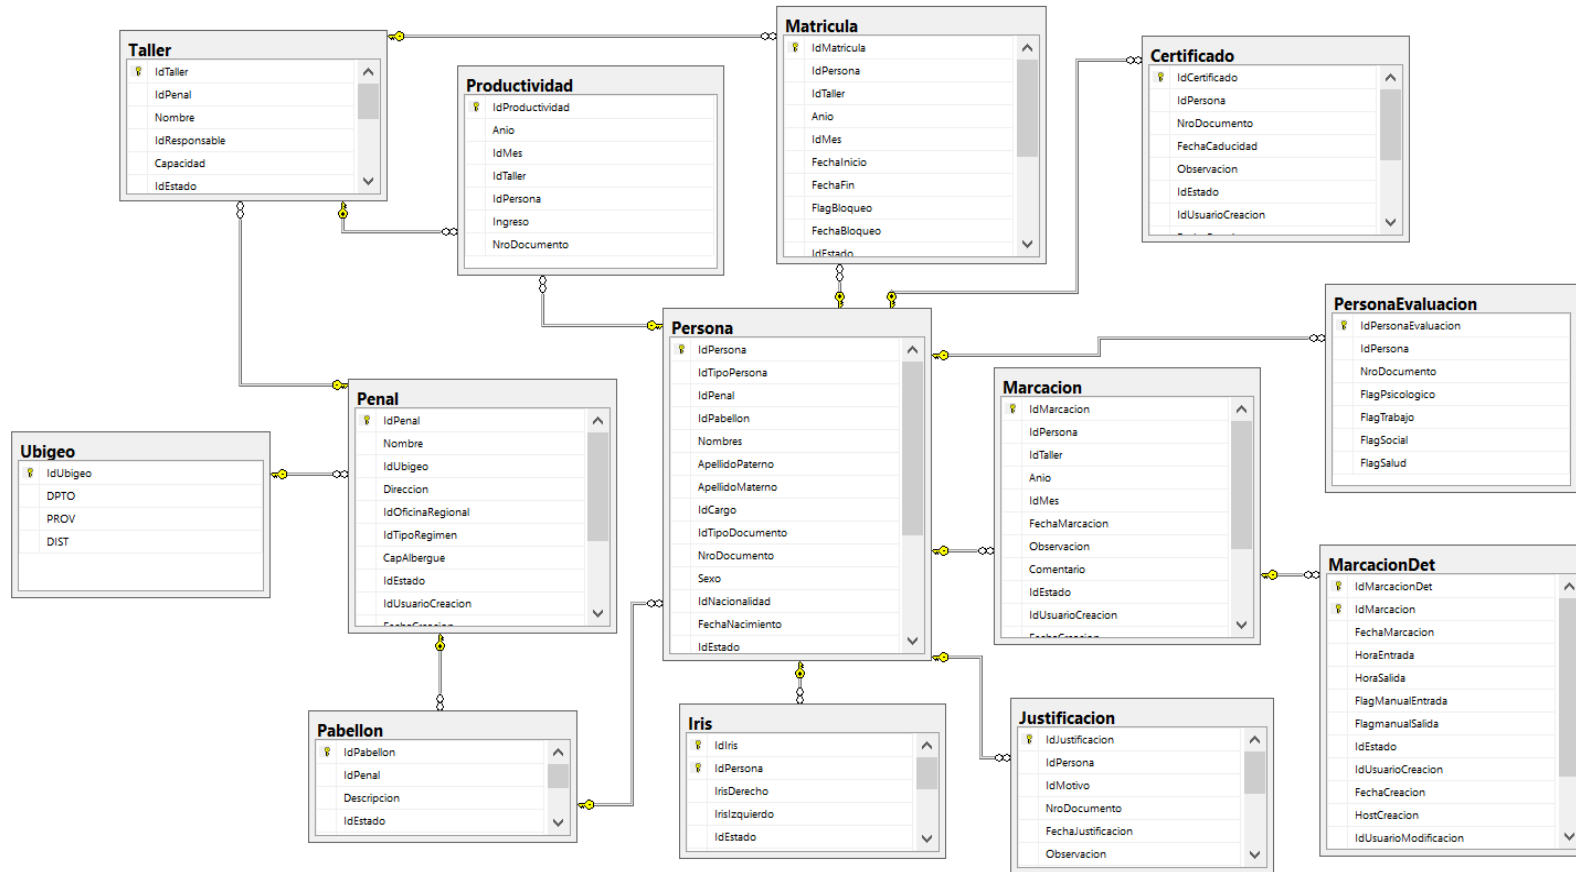 Taller
IdTaller
IdPenal
Nombre
IdResponsable
Capacidad
IdEstado
Productividad
IdProductividad
Anio
IdMes
IdTaller
IdPersona
Ingreso
NroDocumento
Matricula
IdMatricula
IdPersona
IdTaller
Anio
IdMes
FechaInicio
FechaFin
FlagBloqueo
FechaBloqueo
IdEstado
Certificado
IdCertificado
IdPersona
NroDocumento
FechaCaducidad
Observacion
IdEstado
IdUsuarioCreacion
Persona
IdPersona
IdTipoPersona
IdPenal
IdPabellon
Nombres
ApellidoPaterno
ApellidoMaterno
IdCargo
IdTipoDocumento
NroDocumento
Sexo
IdNacionalidad
FechaNacimiento
IdEstado
PersonaEvaluacion
IdPersonaEvaluacion
IdPersona
NroDocumento
FlagPsicologico
FlagTrabajo
FlagSocial
FlagSalud
Penal
IdPenal
Nombre
IdUbigeo
Direccion
IdOficinaRegional
IdTipoRegimen
CapAlbergue
IdEstado
IdUsuarioCreacion
FechaCreacion
Ubigeo
IdUbigeo
DPTO
PROV
DIST
Marcacion
IdMarcacion
IdPersona
IdTaller
Anio
IdMes
FechaMarcacion
Observacion
Comentario
IdEstado
IdUsuarioCreacion
FechaCreacion
MarcacionDet
IdMarcacionDet
IdMarcacion
FechaMarcacion
HoraEntrada
HoraSalida
FlagManualEntrada
FlagmanualSalida
IdEstado
IdUsuarioCreacion
FechaCreacion
HostCreacion
IdUsuarioModificacion
Pabellon
IdPabellon
IdPenal
Descripcion
IdEstado
Iris
IdIris
IdPersona
IrisDerecho
IrisIzquierdo
IdEstado
Justificacion
IdJustificacion
IdPersona
IdMotivo
NroDocumento
FechaJustificacion
Observacion